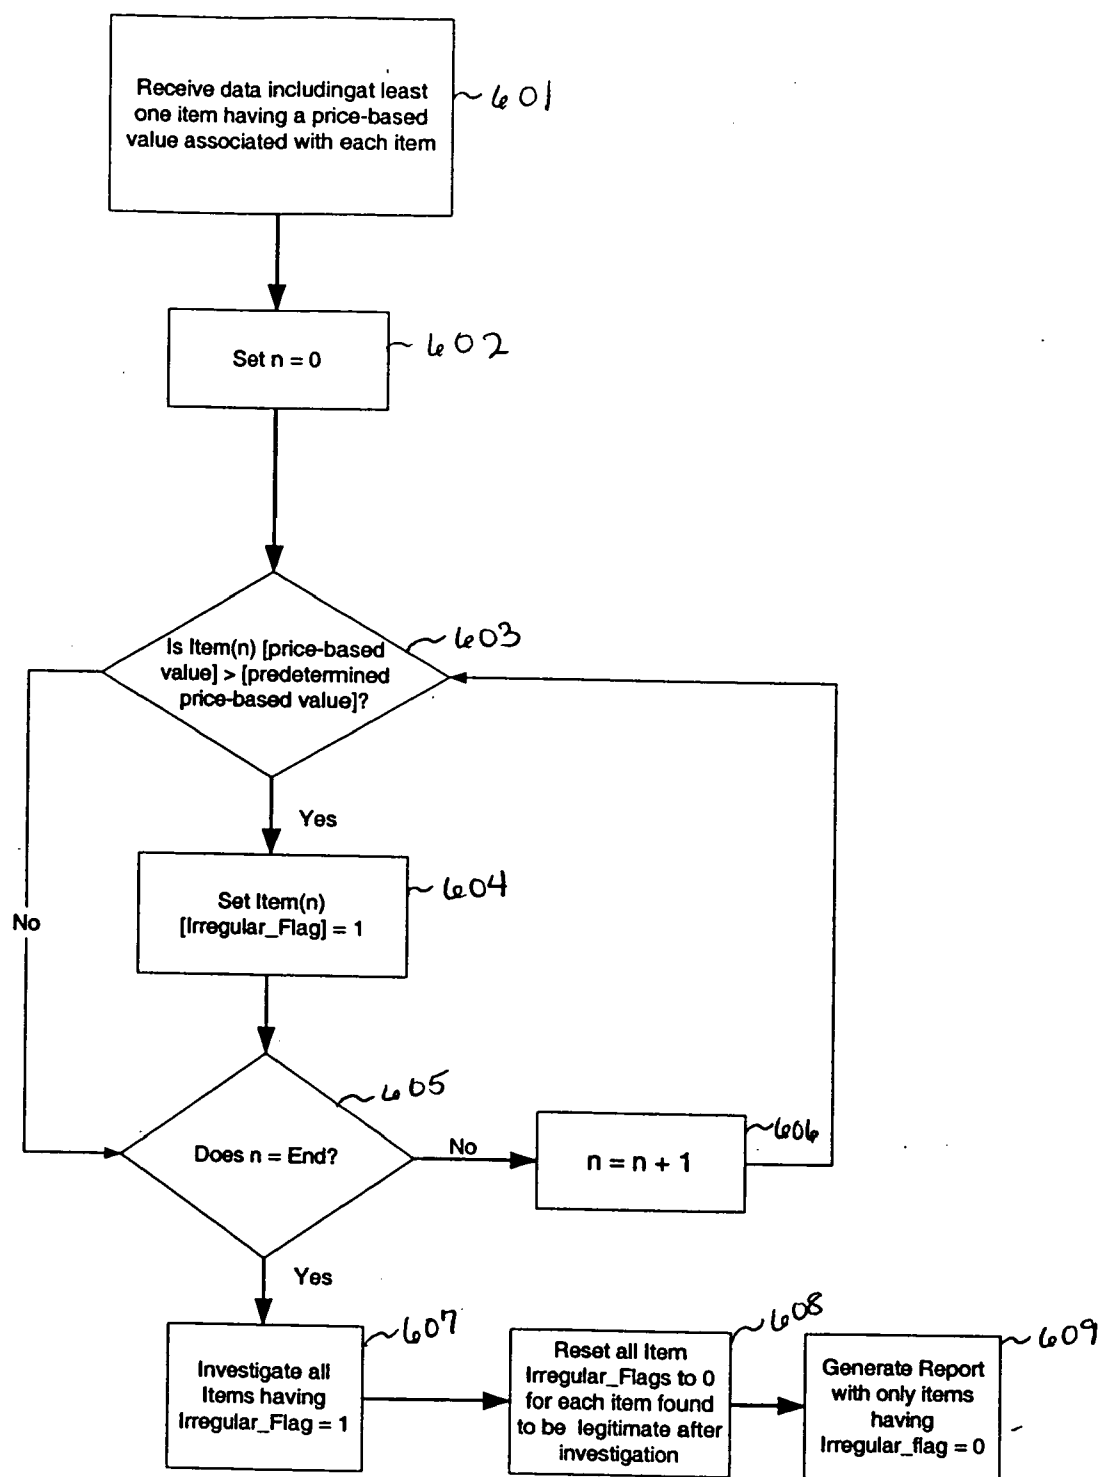 Receive data includingat least
one item having a price-based
value associated with each item
601
Set n = 0
602
Is Item(n) [price-based
value] > [predetermined
price-based value]?
603
Yes
No
Set Item(n)
[Irregular_Flag] = 1
604
Does n = End?
605
No
n = n + 1
606
Yes
Investigate all
Items having
Irregular_Flag = 1
607
Reset all Item
Irregular_Flags to 0
for each item found
to be legitimate after
investigation
608
Generate Report
with only items
having
Irregular_flag = 0
609